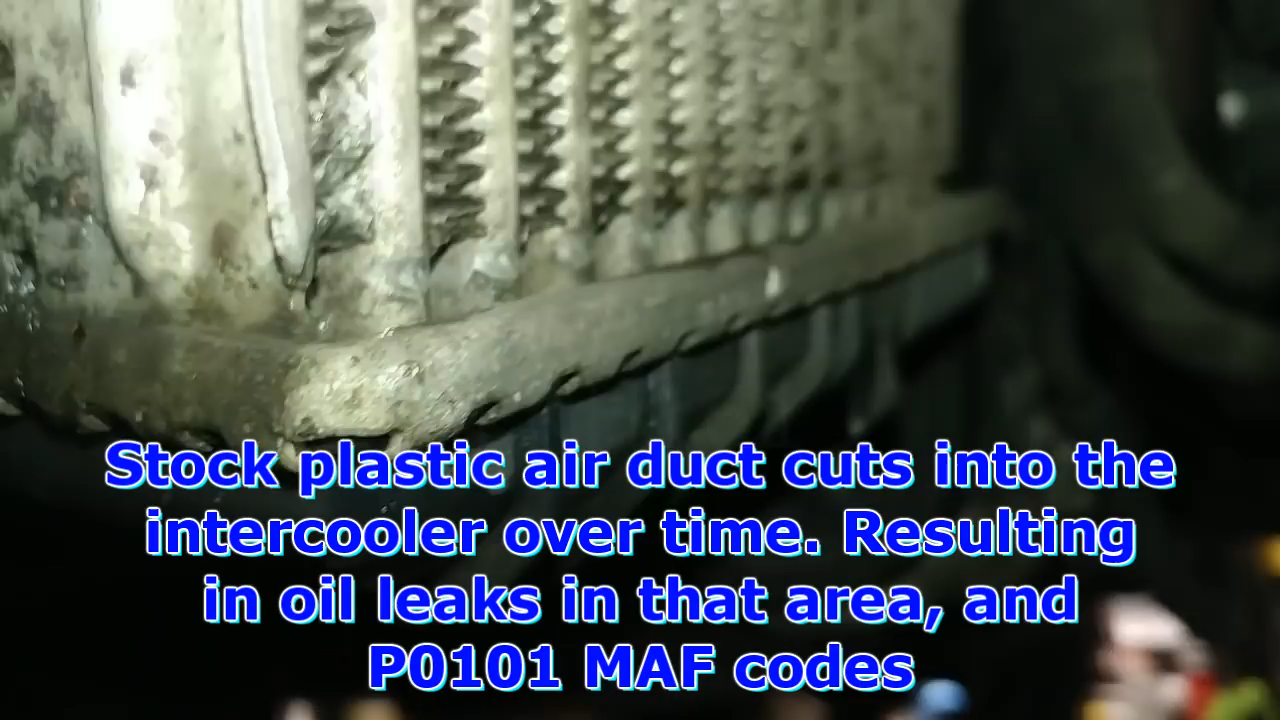 Stock plastic air duct cuts into the
intercooler over time. Resulting
in oil leaks in that area, and
P0101 MAF codes